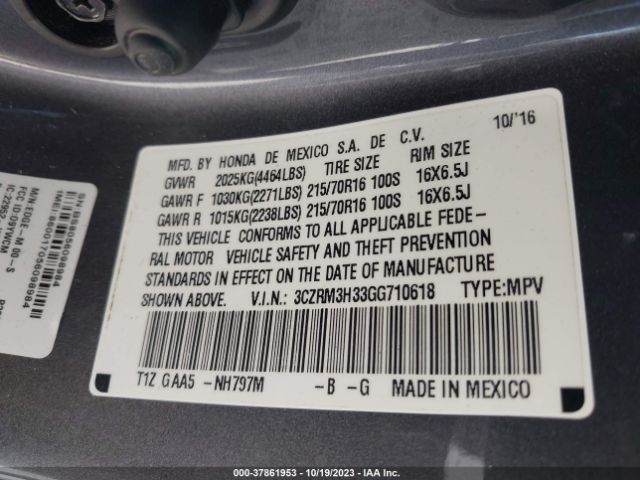 MFD. BY HONDA DE MEXICO S.A. DE C.V. 10/'16
GVWR 2025KG(4464LBS) TIRE SIZE RIM SIZE
GAWR F 1030KG(2271LBS) 215/70R16 100S 16X6.5J
GAWR R 1015KG(2238LBS) 215/70R16 100S 16X6.5J
THIS VEHICLE CONFORMS TO ALL APPLICABLE FEDE-
RAL MOTOR VEHICLE SAFETY AND THEFT PREVENTION
STANDARDS IN EFFECT ON THE DATE OF MANUFACTURE
SHOWN ABOVE. V.I.N.: 3CZRM3H33GG710618 TYPE:MPV
T1Z GAA5 -NH797M -B -G MADE IN MEXICO
M/N: EDGE-M 00-S
000-37861953 - 10/19/2023 - IAA Inc.